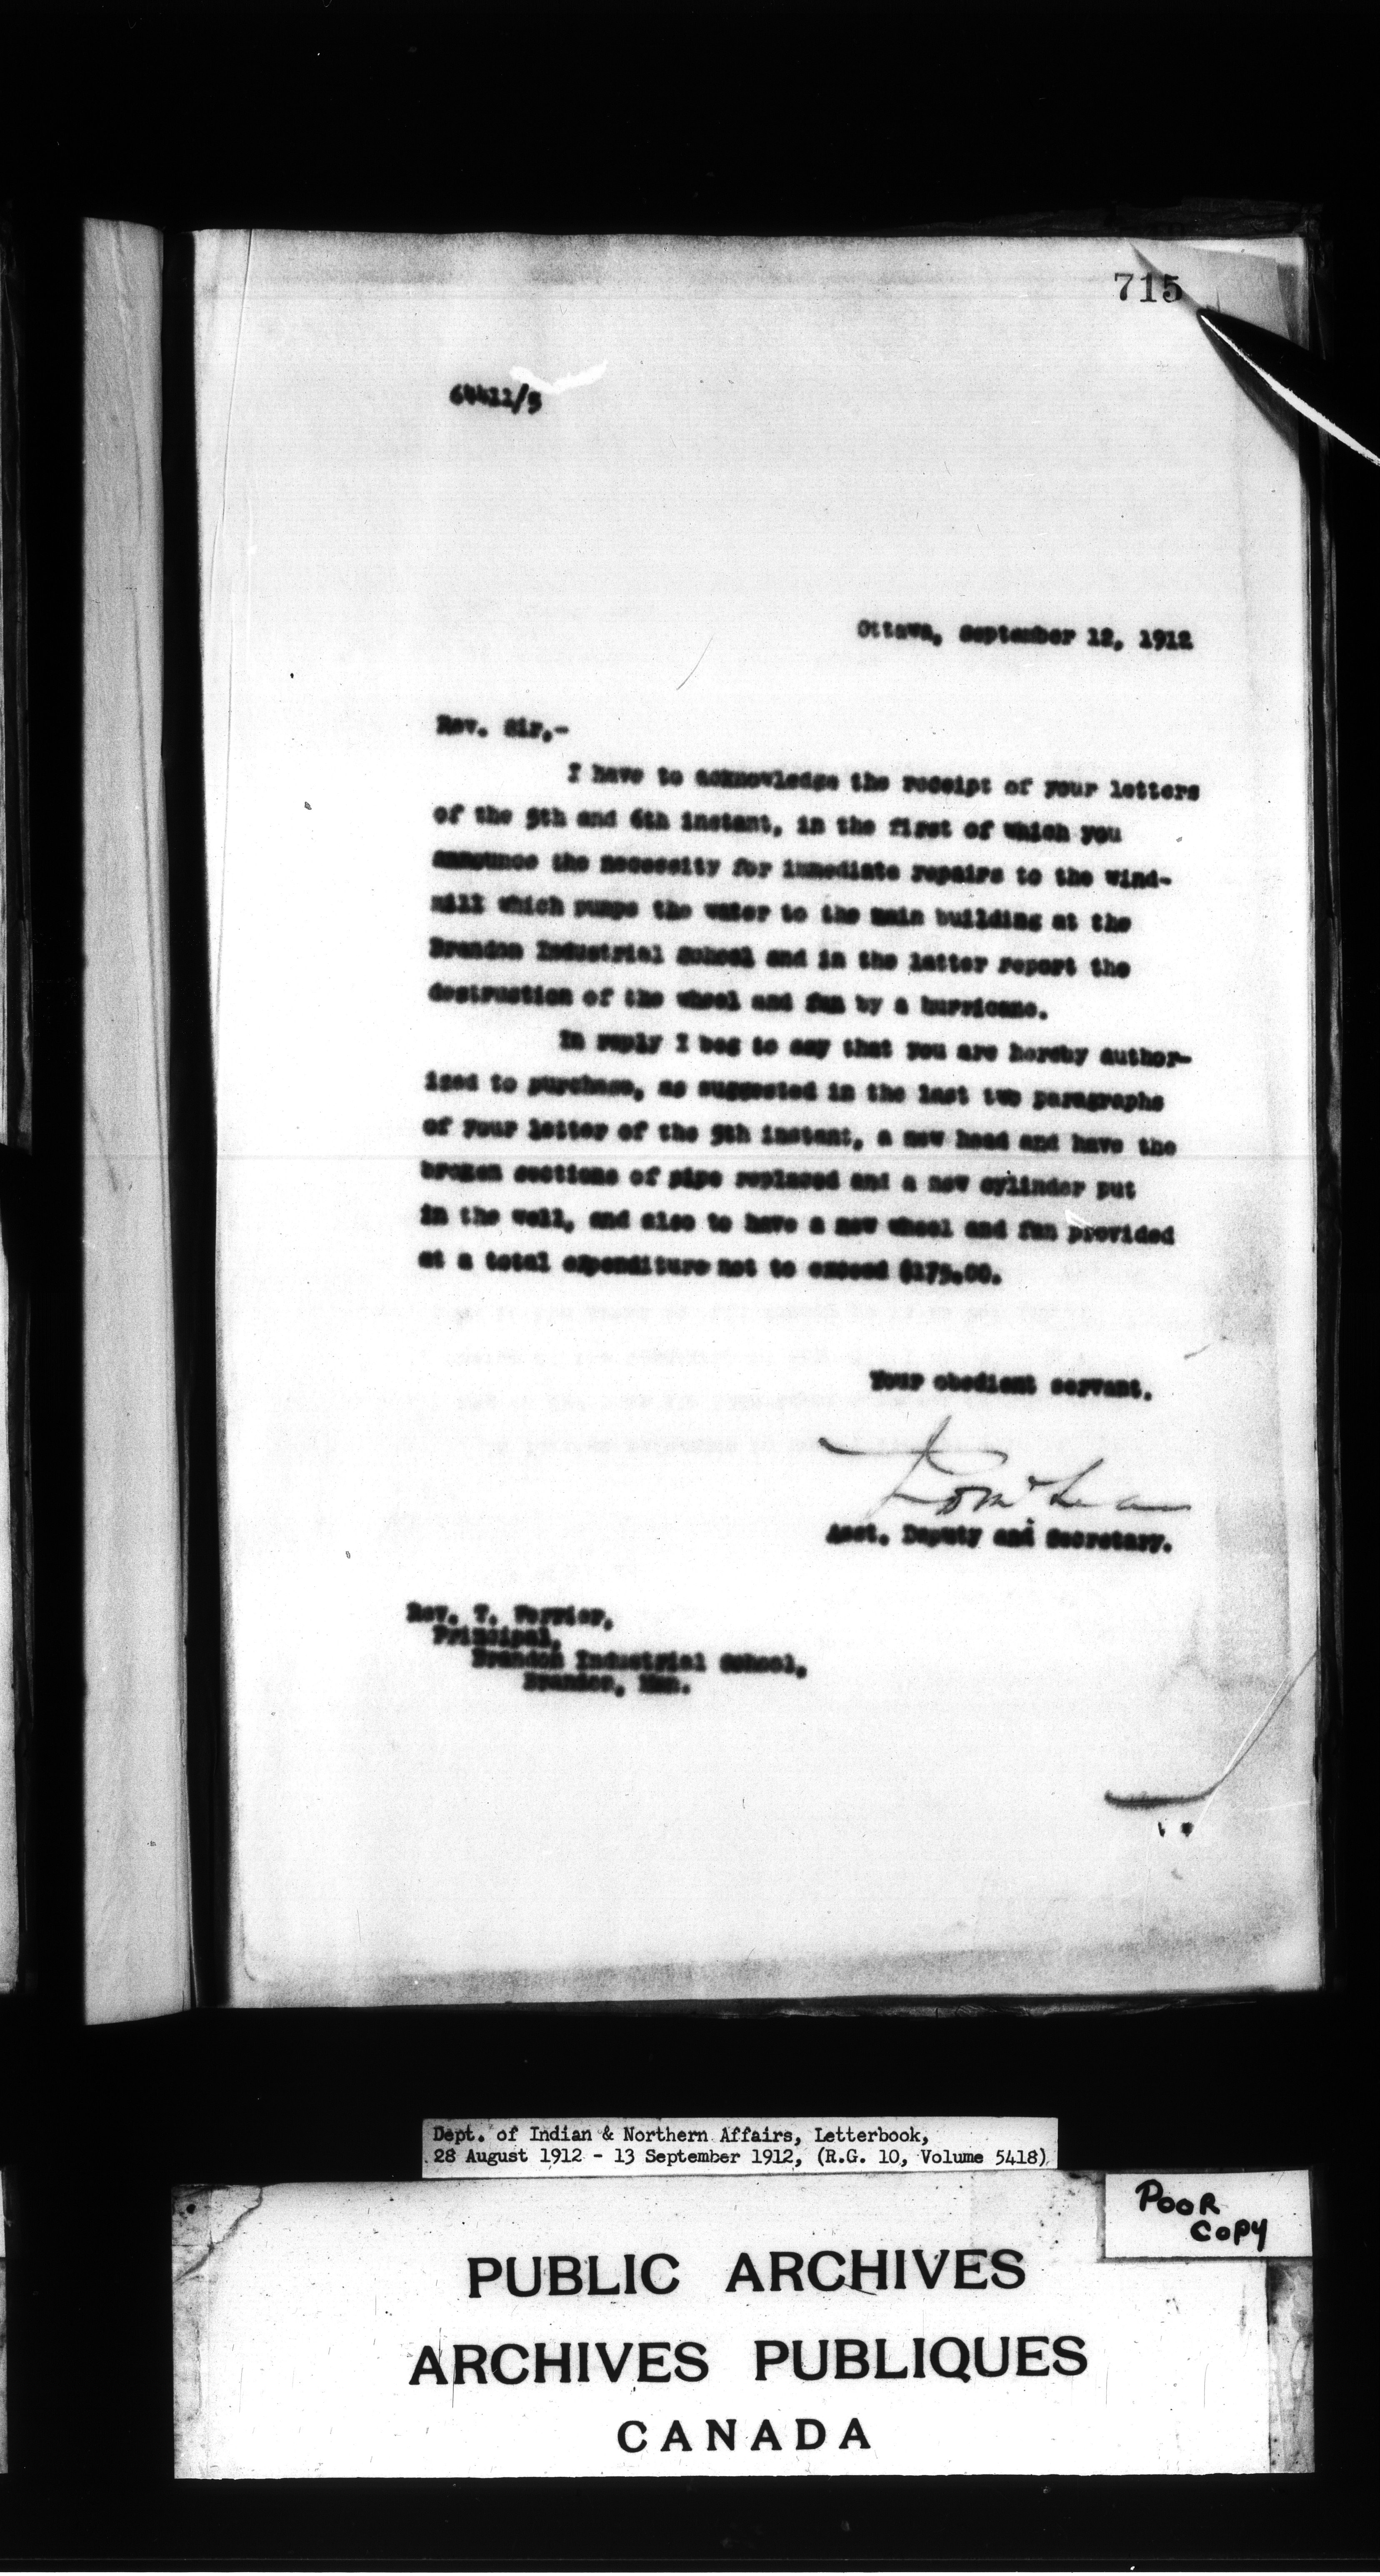 715
64411/5
Ottawa, September 12, 1912
Rev. Sir,-
I have to acknowledge the receipt of your letters
of the 5th and 6th instant, in the first of which you
announce the necessity for immediate repairs to the wind-
mill which pumps the water to the main building at the
Brandon Industrial School and in the latter report the
destruction of the wheel and fan by a hurricane.
In reply I beg to say that you are hereby author-
ized to purchase, as suggested in the last two paragraphs
of your letter of the 5th instant, a new head and have the
broken sections of pipe replaced and a new cylinder put
in the well, and also to have a new wheel and fan provided
at a total expenditure not to exceed $175.00.
Your obedient servant.
Asst. Deputy and Secretary.
Rev. T. Ferrier,
Principal,
Brandon Industrial School,
Brandon, Man.
Dept. of Indian & Northern Affairs, Letterbook,
28 August 1912 - 13 September 1912, (R.G. 10, Volume 5418)
POOR
COPY
PUBLIC ARCHIVES
ARCHIVES PUBLIQUES
CANADA